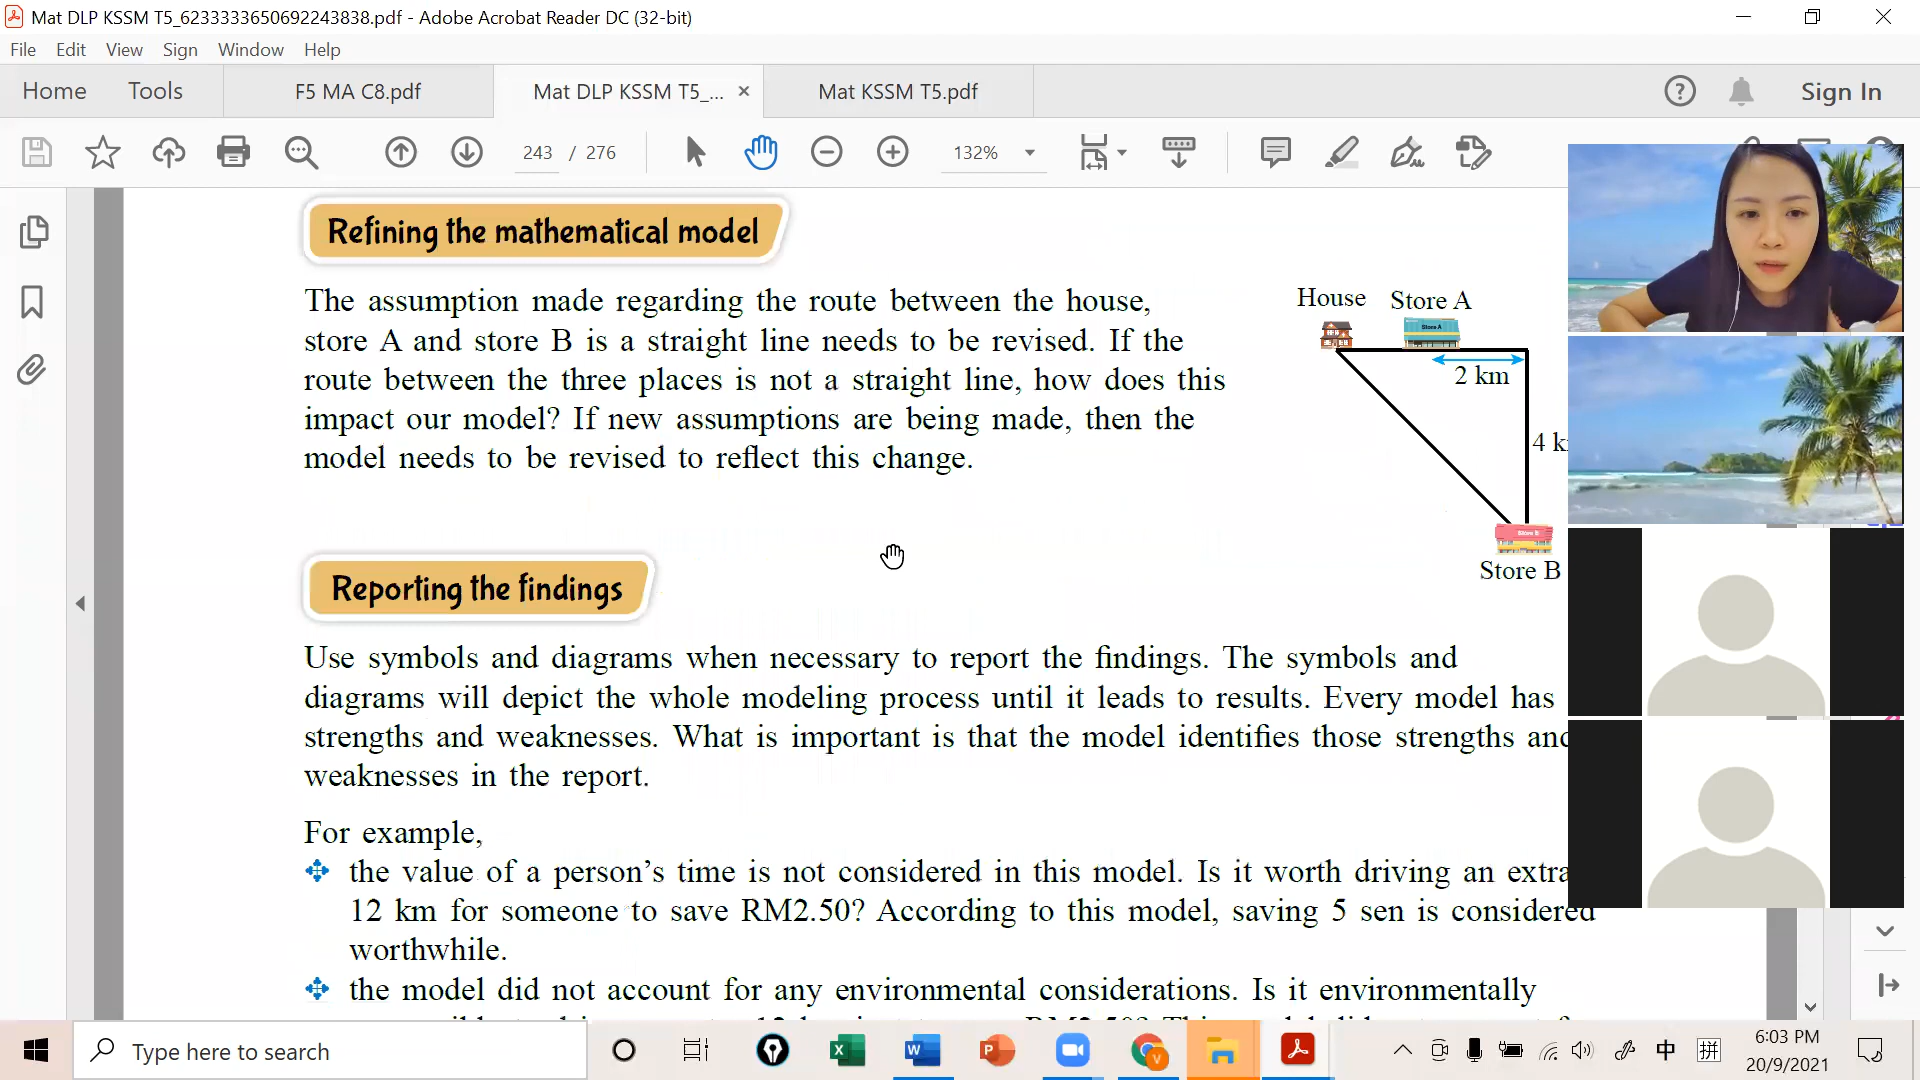 Mat DLP KSSM T5_6233333650692243838.pdf - Adobe Acrobat Reader DC (32-bit)
File Edit View Sign Window Help
Home Tools F5 MA C8.pdf Mat DLP KSSM T5_... Mat KSSM T5.pdf Sign In
243 / 276 132%
Refining the mathematical model
The assumption made regarding the route between the house,
store A and store B is a straight line needs to be revised. If the
route between the three places is not a straight line, how does this
impact our model? If new assumptions are being made, then the
model needs to be revised to reflect this change.
House Store A
Store A
2 km
4
Store B
Reporting the findings
Use symbols and diagrams when necessary to report the findings. The symbols and
diagrams will depict the whole modeling process until it leads to results. Every model has
strengths and weaknesses. What is important is that the model identifies those strengths and
weaknesses in the report.
For example,
the value of a person's time is not considered in this model. Is it worth driving an extra
12 km for someone to save RM2.50? According to this model, saving 5 sen is considered
worthwhile.
the model did not account for any environmental considerations. Is it environmentally
Type here to search
中 拼
6:03 PM
20/9/2021